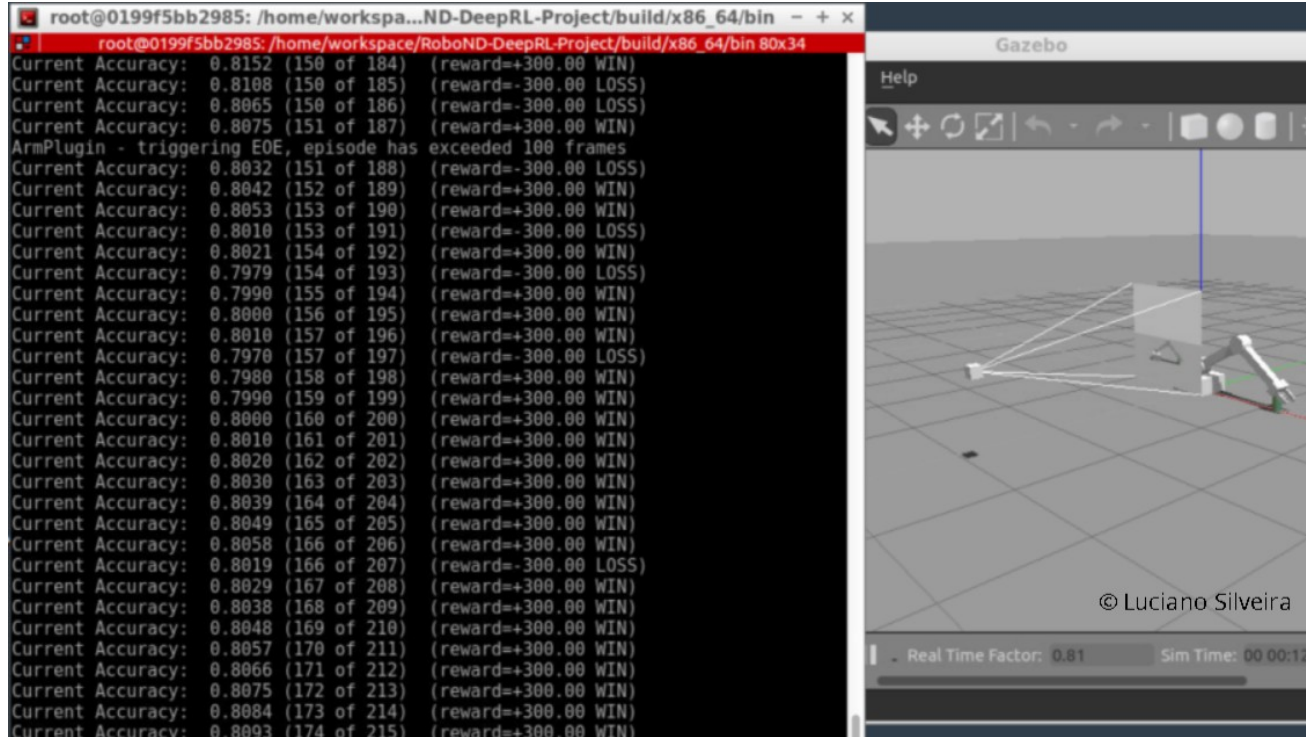 root@0199f5bb2985: /home/workspa...ND-DeepRL-Project/build/x86_64/bin
root@0199f5bb2985: /home/workspace/RoboND-DeepRL-Project/build/x86_64/bin 80x34
Current Accuracy:  0.8152 (150 of 184)  (reward=+300.00 WIN)
Current Accuracy:  0.8108 (150 of 185)  (reward=-300.00 LOSS)
Current Accuracy:  0.8065 (150 of 186)  (reward=-300.00 LOSS)
Current Accuracy:  0.8075 (151 of 187)  (reward=+300.00 WIN)
ArmPlugin - triggering EOE, episode has exceeded 100 frames
Current Accuracy:  0.8032 (151 of 188)  (reward=-300.00 LOSS)
Current Accuracy:  0.8042 (152 of 189)  (reward=+300.00 WIN)
Current Accuracy:  0.8053 (153 of 190)  (reward=+300.00 WIN)
Current Accuracy:  0.8010 (153 of 191)  (reward=-300.00 LOSS)
Current Accuracy:  0.8021 (154 of 192)  (reward=+300.00 WIN)
Current Accuracy:  0.7979 (154 of 193)  (reward=-300.00 LOSS)
Current Accuracy:  0.7990 (155 of 194)  (reward=+300.00 WIN)
Current Accuracy:  0.8000 (156 of 195)  (reward=+300.00 WIN)
Current Accuracy:  0.8010 (157 of 196)  (reward=+300.00 WIN)
Current Accuracy:  0.7970 (157 of 197)  (reward=-300.00 LOSS)
Current Accuracy:  0.7980 (158 of 198)  (reward=+300.00 WIN)
Current Accuracy:  0.7990 (159 of 199)  (reward=+300.00 WIN)
Current Accuracy:  0.8000 (160 of 200)  (reward=+300.00 WIN)
Current Accuracy:  0.8010 (161 of 201)  (reward=+300.00 WIN)
Current Accuracy:  0.8020 (162 of 202)  (reward=+300.00 WIN)
Current Accuracy:  0.8030 (163 of 203)  (reward=+300.00 WIN)
Current Accuracy:  0.8039 (164 of 204)  (reward=+300.00 WIN)
Current Accuracy:  0.8049 (165 of 205)  (reward=+300.00 WIN)
Current Accuracy:  0.8058 (166 of 206)  (reward=+300.00 WIN)
Current Accuracy:  0.8019 (166 of 207)  (reward=-300.00 LOSS)
Current Accuracy:  0.8029 (167 of 208)  (reward=+300.00 WIN)
Current Accuracy:  0.8038 (168 of 209)  (reward=+300.00 WIN)
Current Accuracy:  0.8048 (169 of 210)  (reward=+300.00 WIN)
Current Accuracy:  0.8057 (170 of 211)  (reward=+300.00 WIN)
Current Accuracy:  0.8066 (171 of 212)  (reward=+300.00 WIN)
Current Accuracy:  0.8075 (172 of 213)  (reward=+300.00 WIN)
Current Accuracy:  0.8084 (173 of 214)  (reward=+300.00 WIN)
Current Accuracy:  0.8093 (174 of 215)  (reward=+300.00 WIN)
Gazebo
Help
© Luciano Silveira
Real Time Factor: 0.81 Sim Time: 00 00:12